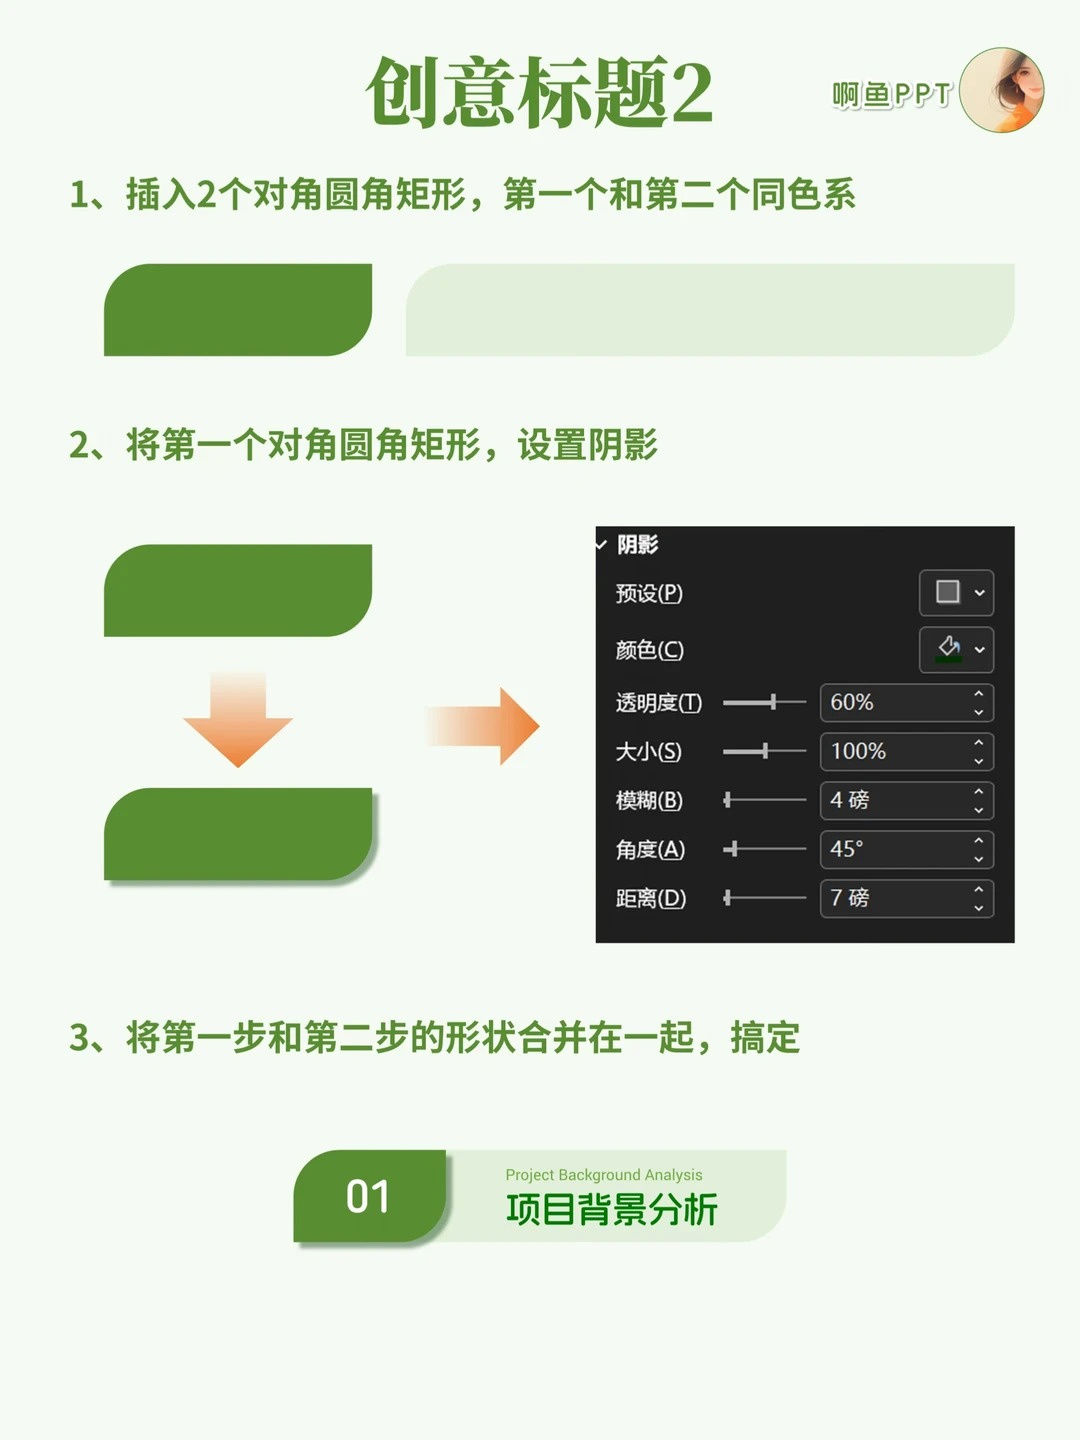 创意标题2
啊鱼PPT
1、插入2个对角圆角矩形，第一个和第二个同色系
2、将第一个对角圆角矩形，设置阴影
阴影
预设(P)
颜色(C)
透明度(T) 60%
大小(S) 100%
模糊(B) 4 磅
角度(A) 45°
距离(D) 7 磅
3、将第一步和第二步的形状合并在一起，搞定
01
Project Background Analysis
项目背景分析